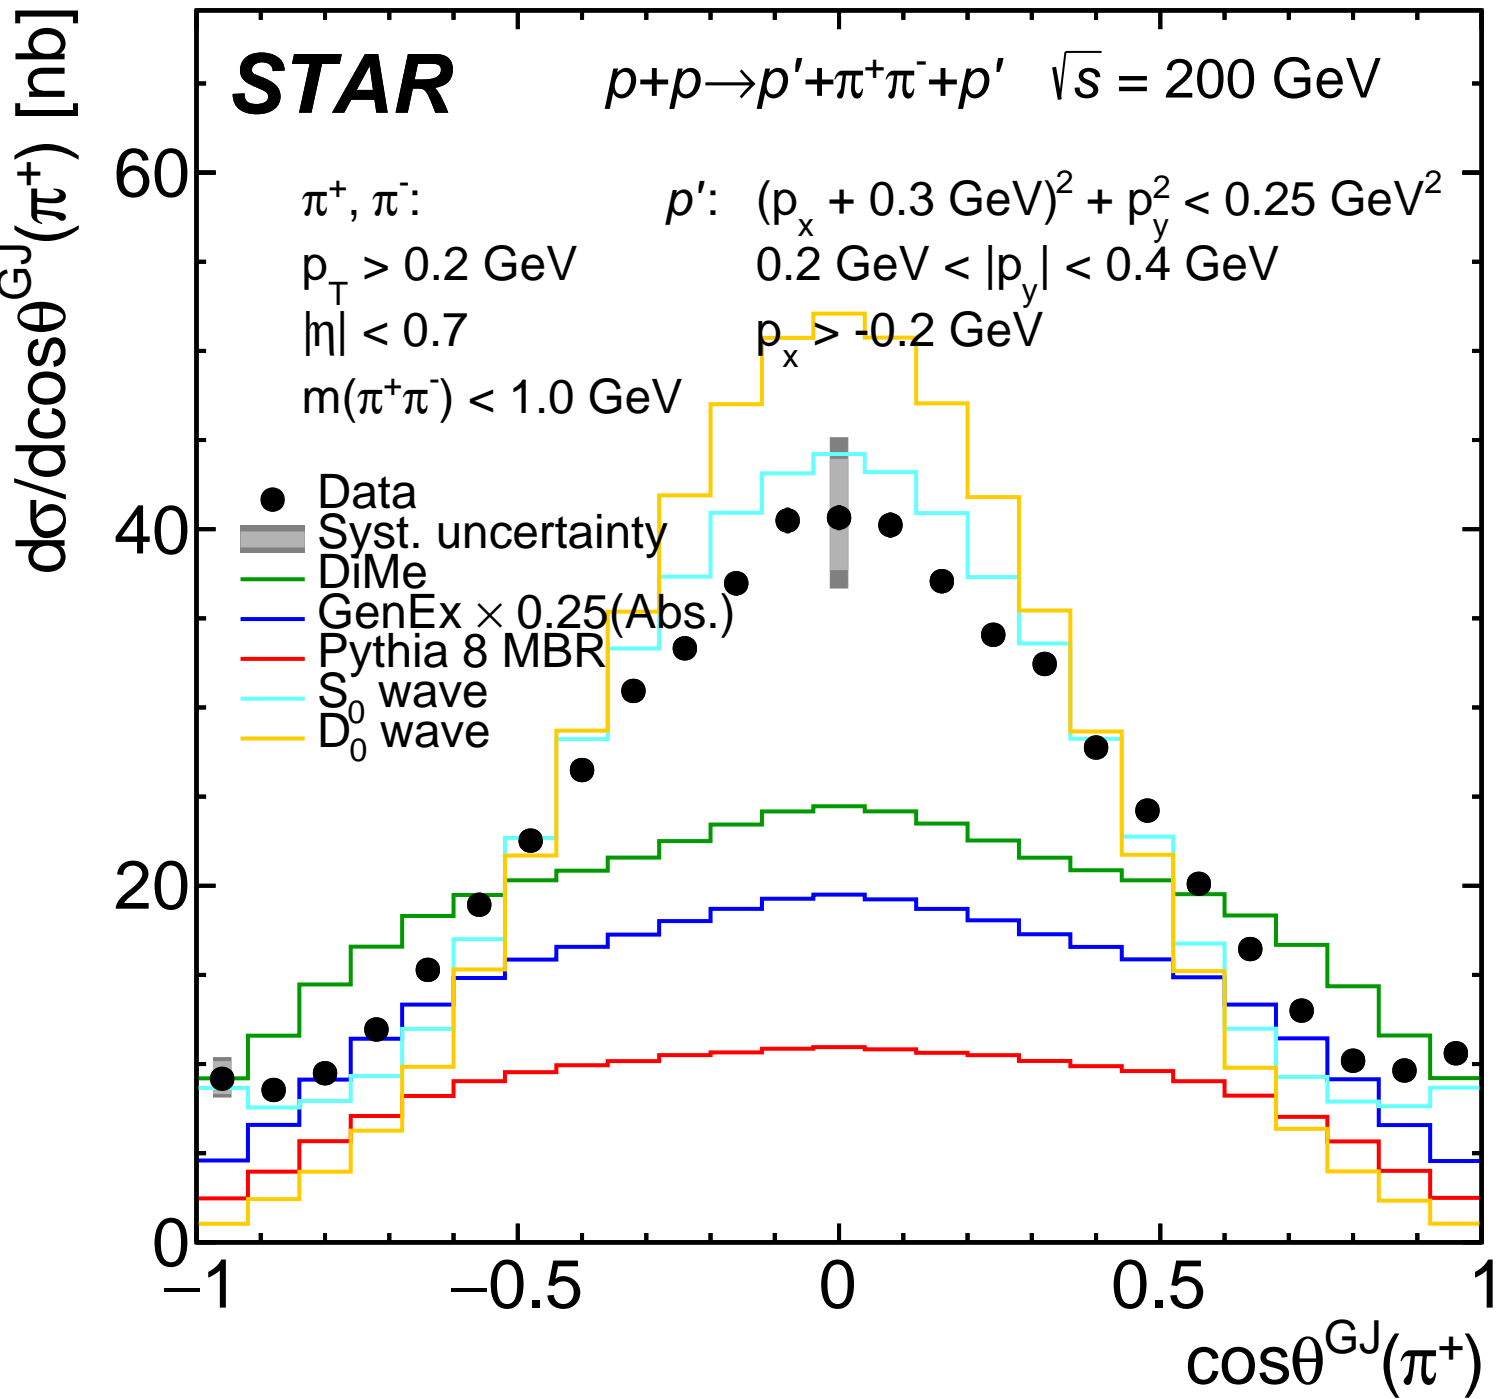 STAR p+p→p′+π⁺π⁻+p′ √s = 200 GeV
π⁺, π⁻: p′: (pₓ + 0.3 GeV)² + p_y² < 0.25 GeV²
p_T > 0.2 GeV 0.2 GeV < |p_y| < 0.4 GeV
|η| < 0.7 pₓ > -0.2 GeV
m(π⁺π⁻) < 1.0 GeV
Data
Syst. uncertainty
DiMe
GenEx × 0.25(Abs.)
Pythia 8 MBR
S₀ wave
D₀ wave
dσ/dcosθ^GJ(π⁺) [nb]
60
40
20
0
−1 −0.5 0 0.5 1
cosθ^GJ(π⁺)